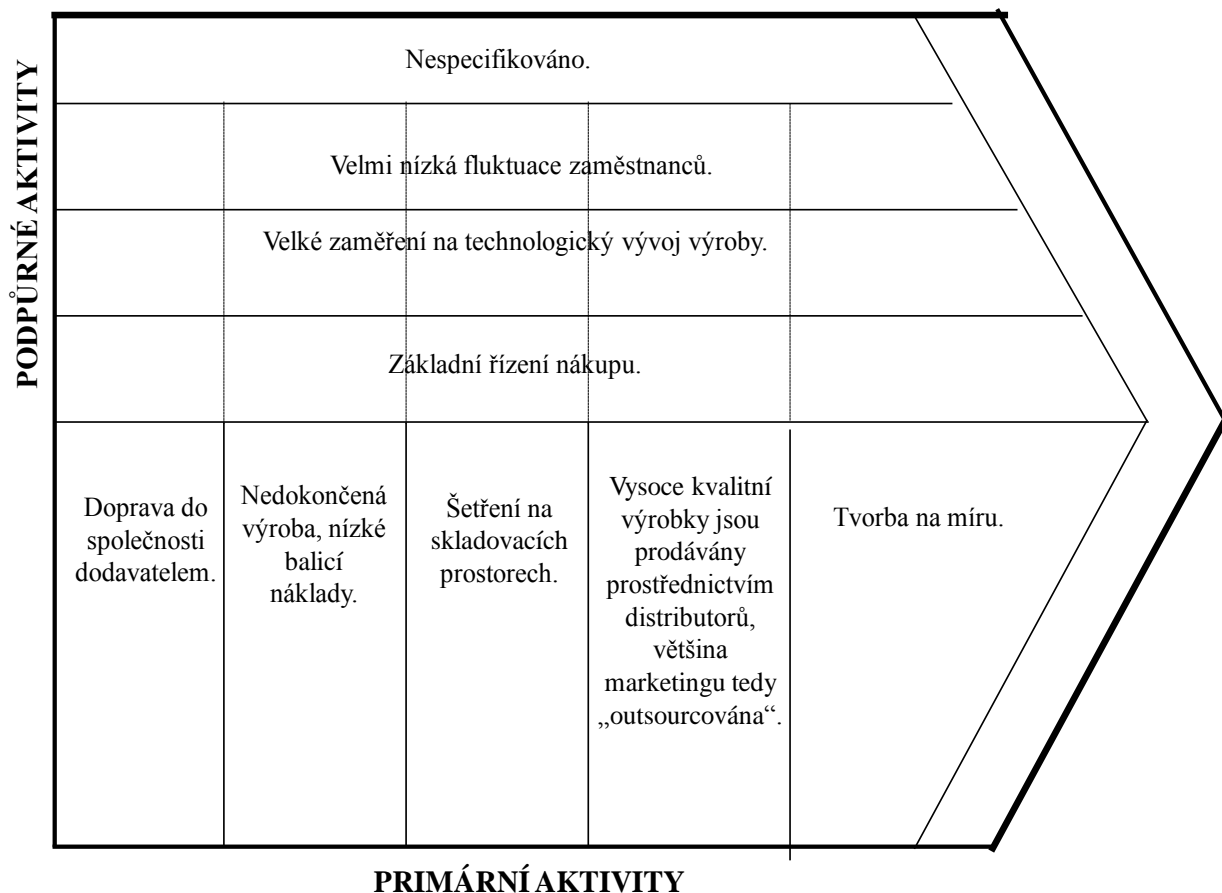 PODPŮRNÉ AKTIVITY
Nespecifikováno.
Velmi nízká fluktuace zaměstnanců.
Velké zaměření na technologický vývoj výroby.
Základní řízení nákupu.
Doprava do
společnosti
dodavatelem.
Nedokončená
výroba, nízké
balicí
náklady.
Šetření na
skladovacích
prostorech.
Vysoce kvalitní
výrobky jsou
prodávány
prostřednictvím
distributorů,
většina
marketingu tedy
„outsourcována“.
Tvorba na míru.
PRIMÁRNÍ AKTIVITY